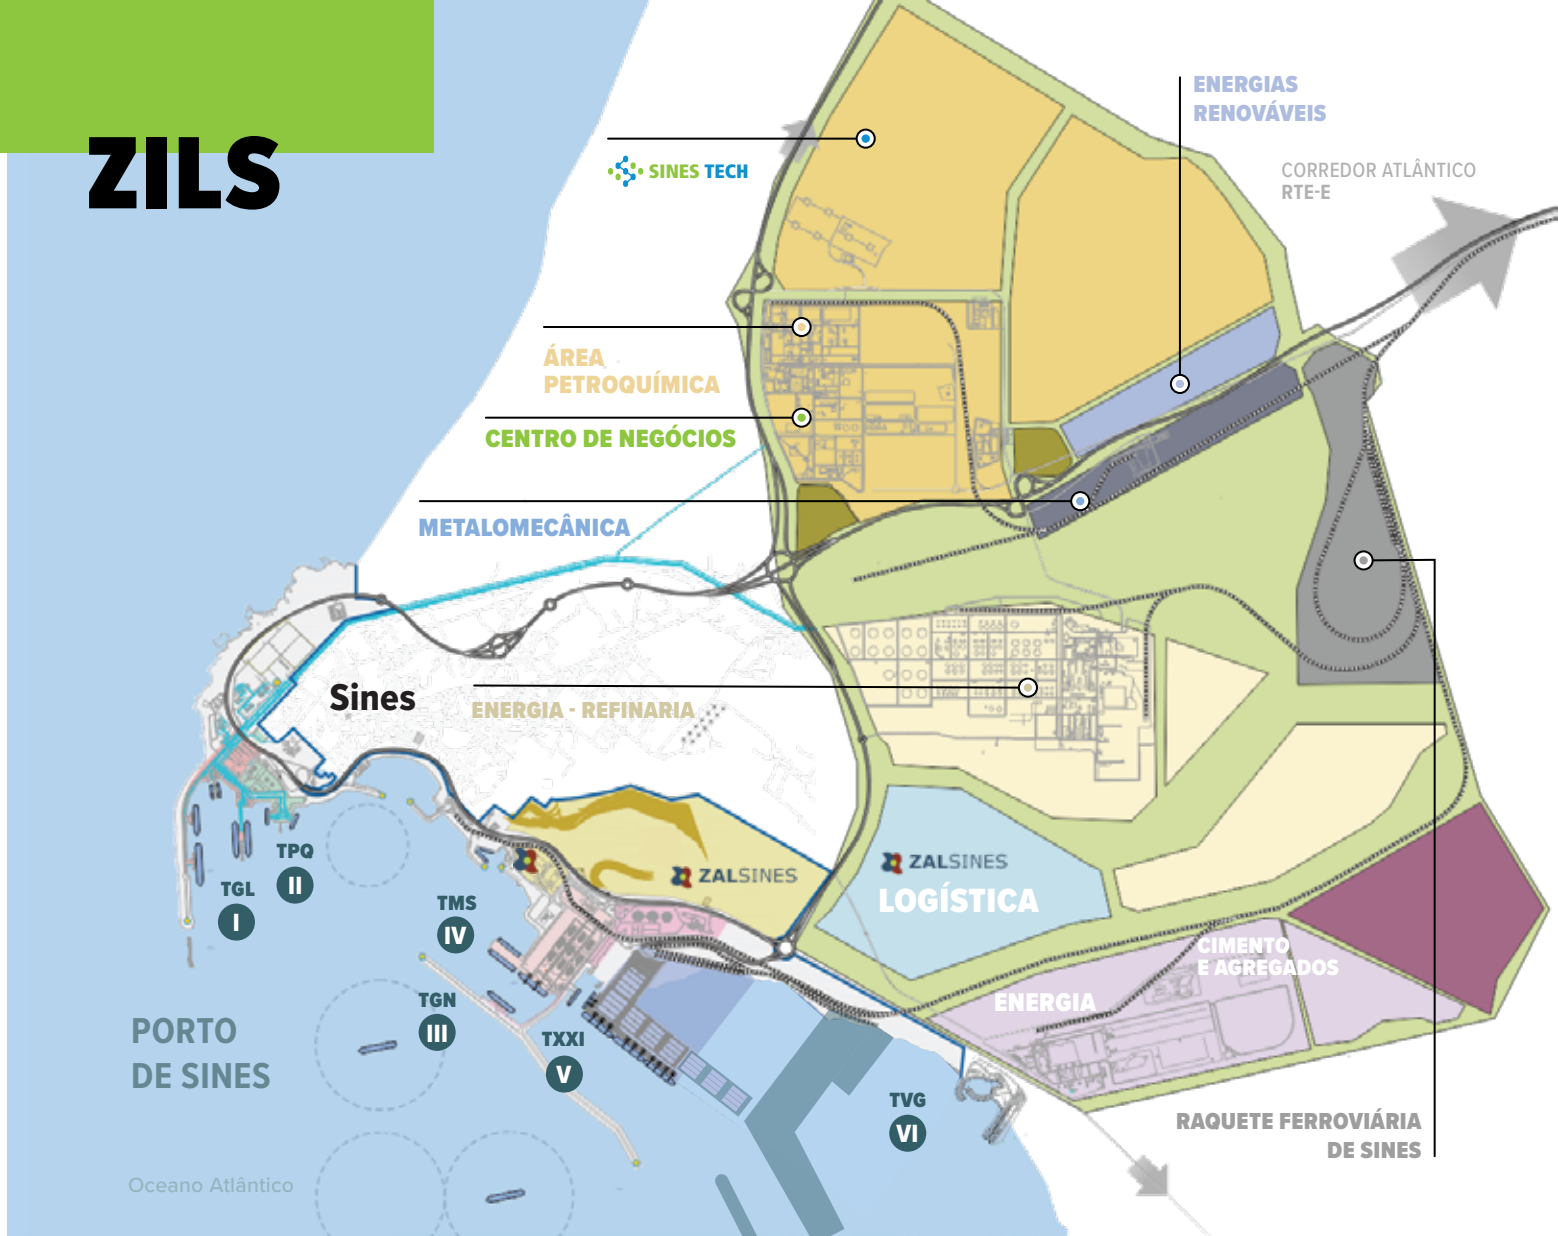 ZILS
SINES TECH
ENERGIAS
RENOVÁVEIS
CORREDOR ATLÂNTICO
RTE-E
ÁREA
PETROQUÍMICA
CENTRO DE NEGÓCIOS
METALOMECÂNICA
Sines
ENERGIA - REFINARIA
ZALSINES
ZALSINES
LOGÍSTICA
TPQ
II
TGL
I
TMS
IV
TGN
III
TXXI
V
CIMENTO
E AGREGADOS
ENERGIA
PORTO
DE SINES
TVG
VI
RAQUETE FERROVIÁRIA
DE SINES
Oceano Atlântico